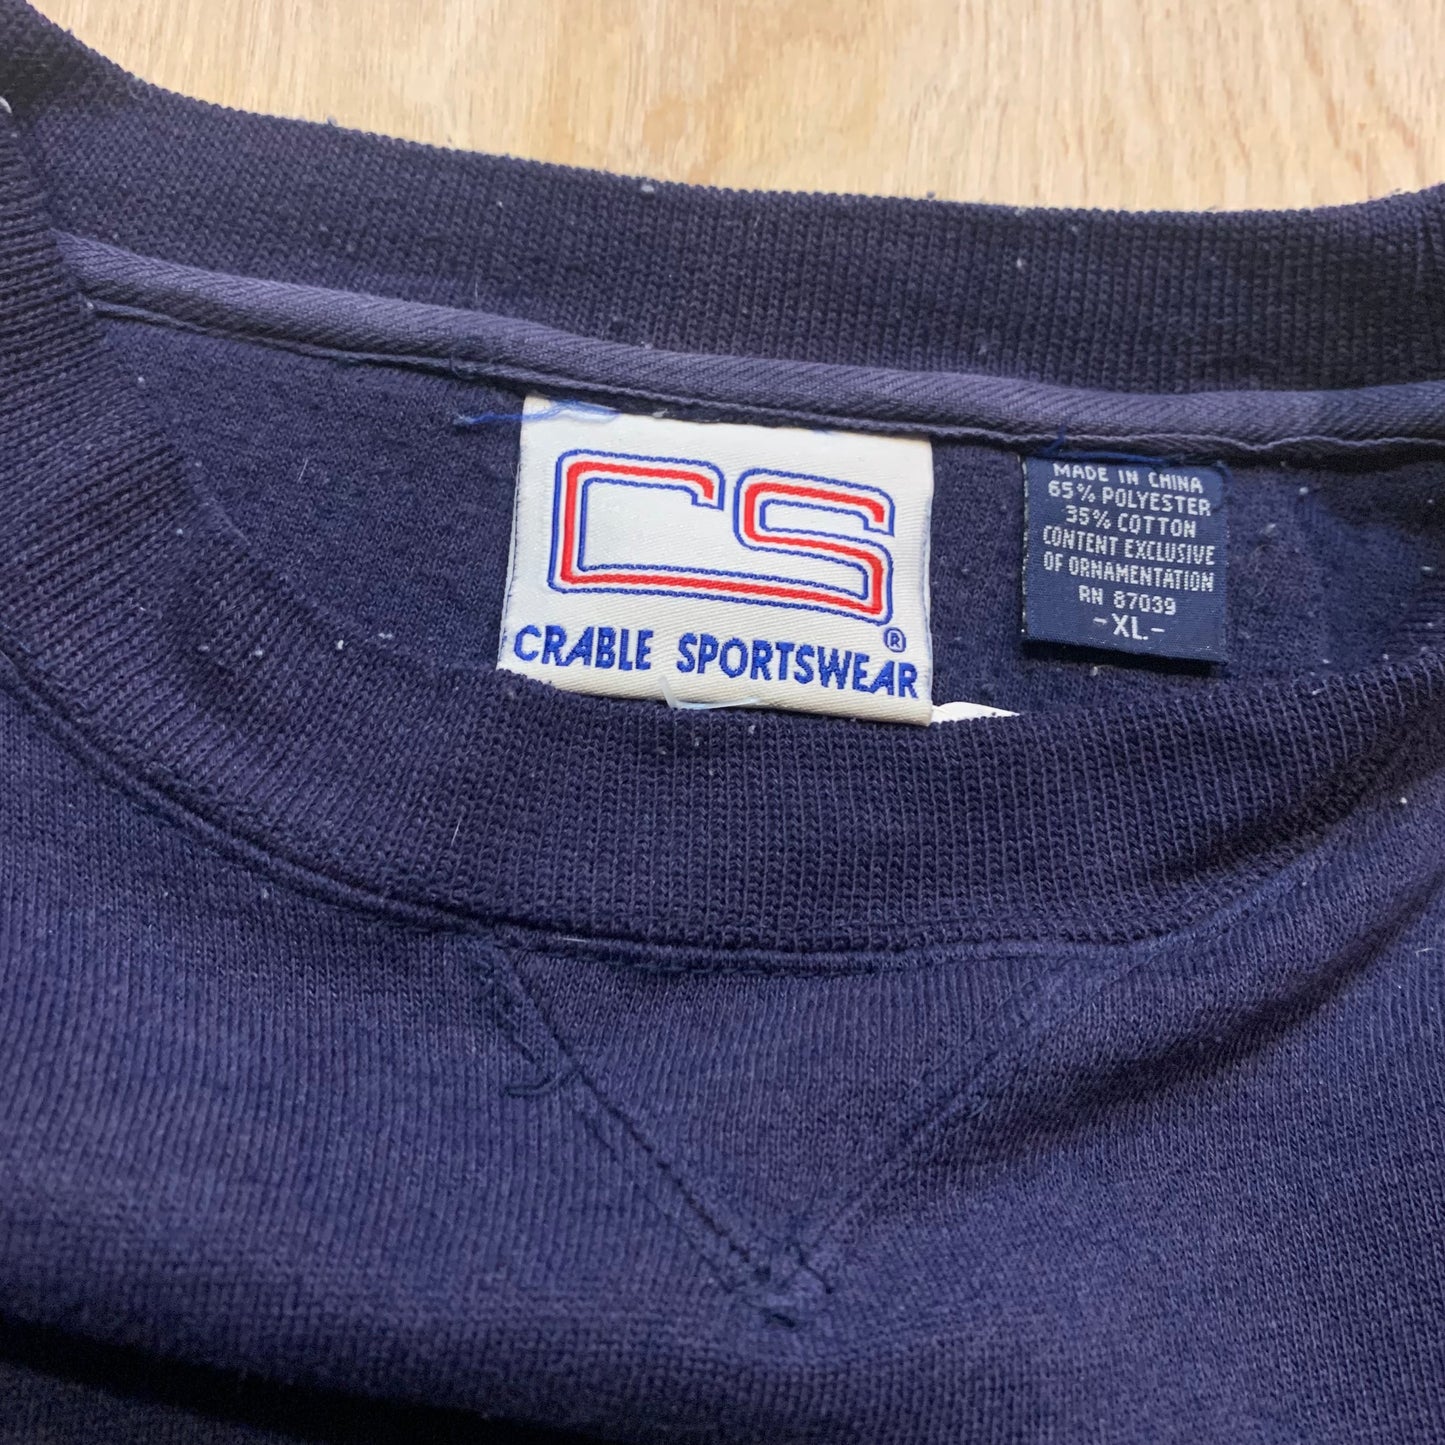 CS
®
CRABLE SPORTSWEAR
MADE IN CHINA
65% POLYESTER
35% COTTON
CONTENT EXCLUSIVE
OF ORNAMENTATION
RN 87039
-XL-